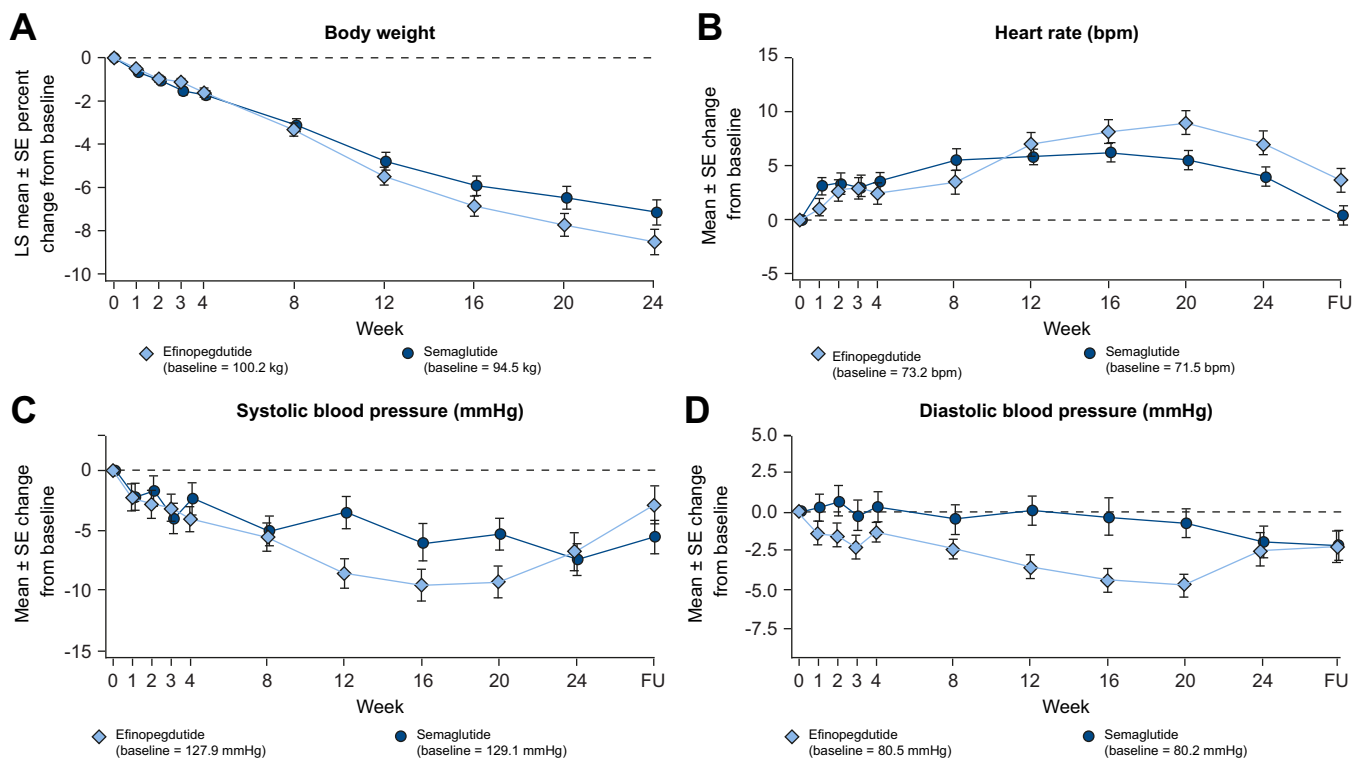 A
Body weight
LS mean ± SE percent
change from baseline
0
-2
-4
-6
-8
-10
0 1 2 3 4 8 12 16 20 24
Week
Efinopegdutide
(baseline = 100.2 kg)
Semaglutide
(baseline = 94.5 kg)
B
Heart rate (bpm)
Mean ± SE change
from baseline
15
10
5
0
-5
0 1 2 3 4 8 12 16 20 24 FU
Week
Efinopegdutide
(baseline = 73.2 bpm)
Semaglutide
(baseline = 71.5 bpm)
C
Systolic blood pressure (mmHg)
Mean ± SE change
from baseline
0
-5
-10
-15
0 1 2 3 4 8 12 16 20 24 FU
Week
Efinopegdutide
(baseline = 127.9 mmHg)
Semaglutide
(baseline = 129.1 mmHg)
D
Diastolic blood pressure (mmHg)
Mean ± SE change
from baseline
5.0
2.5
0.0
-2.5
-5.0
-7.5
0 1 2 3 4 8 12 16 20 24 FU
Week
Efinopegdutide
(baseline = 80.5 mmHg)
Semaglutide
(baseline = 80.2 mmHg)